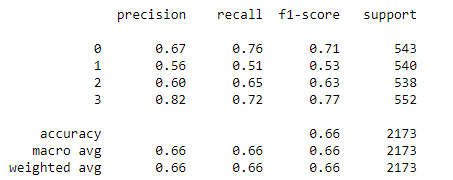 precision recall f1-score support
0 0.67 0.76 0.71 543
1 0.56 0.51 0.53 540
2 0.60 0.65 0.63 538
3 0.82 0.72 0.77 552
accuracy 0.66 2173
macro avg 0.66 0.66 0.66 2173
weighted avg 0.66 0.66 0.66 2173